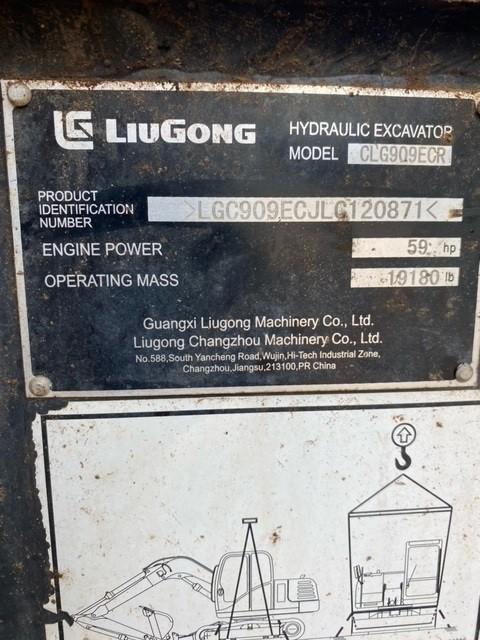 LIUGONG
HYDRAULIC EXCAVATOR
MODEL CLG909ECR
PRODUCT
IDENTIFICATION
NUMBER
>LGC909ECJLC120871<
ENGINE POWER 59 hp
OPERATING MASS 19180 lb
Guangxi Liugong Machinery Co., Ltd.
Liugong Changzhou Machinery Co., Ltd.
No.588,South Yancheng Road,Wujin,Hi-Tech Industrial Zone,
Changzhou,Jiangsu,213100,PR China